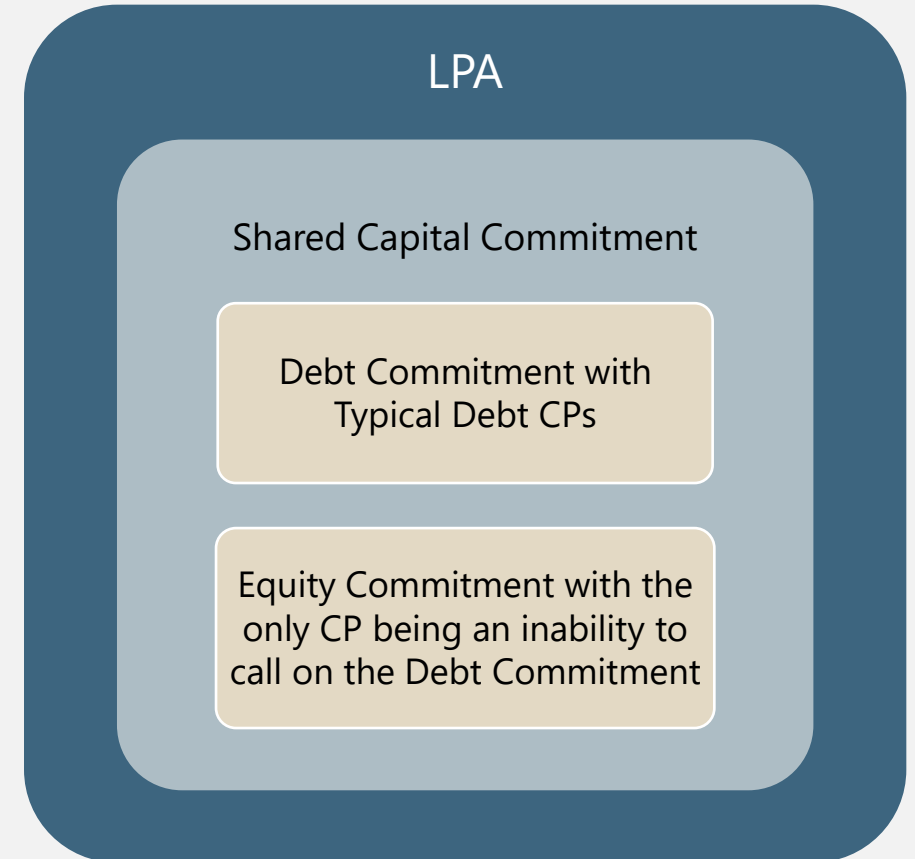 LPA
Shared Capital Commitment
Debt Commitment with
Typical Debt CPs
Equity Commitment with the
only CP being an inability to
call on the Debt Commitment